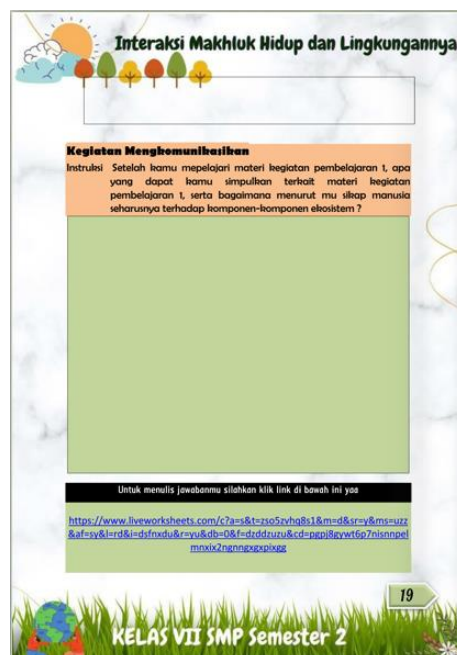 Interaksi Makhluk Hidup dan Lingkungannya
Kegiatan Mengkomunikasikan
Instruksi Setelah kamu mepelajari materi kegiatan pembelajaran 1, apa
yang dapat kamu simpulkan terkait materi kegiatan
pembelajaran 1, serta bagaimana menurut mu sikap manusia
seharusnya terhadap komponen-komponen ekosistem ?
Untuk menulis jawabanmu silahkan klik link di bawah ini yaa
https://www.liveworksheets.com/c?a=s&t=zso5zvhq8s1&m=d&sr=y&ms=uzz
&af=sy&l=rd&i=dsfnxdu&r=yu&db=0&f=dzddzuzu&cd=pgpj8gywt6p7nisnnpel
mnxix2ngnngxgxpixgg
19
KELAS VII SMP Semester 2